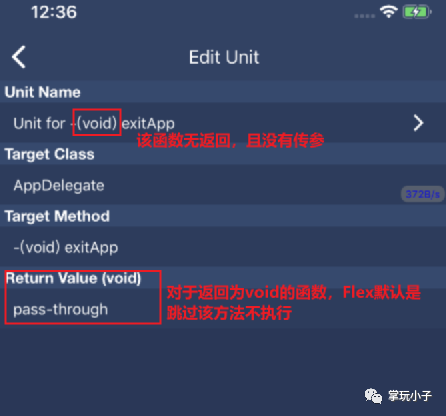 12:36
Edit Unit
Unit Name
Unit for -(void) exitApp
该函数无返回，且没有传参
Target Class
AppDelegate
372B/s
Target Method
-(void) exitApp
Return Value (void)
pass-through
对于返回为void的函数，Flex默认是
跳过该方法不执行
掌玩小子